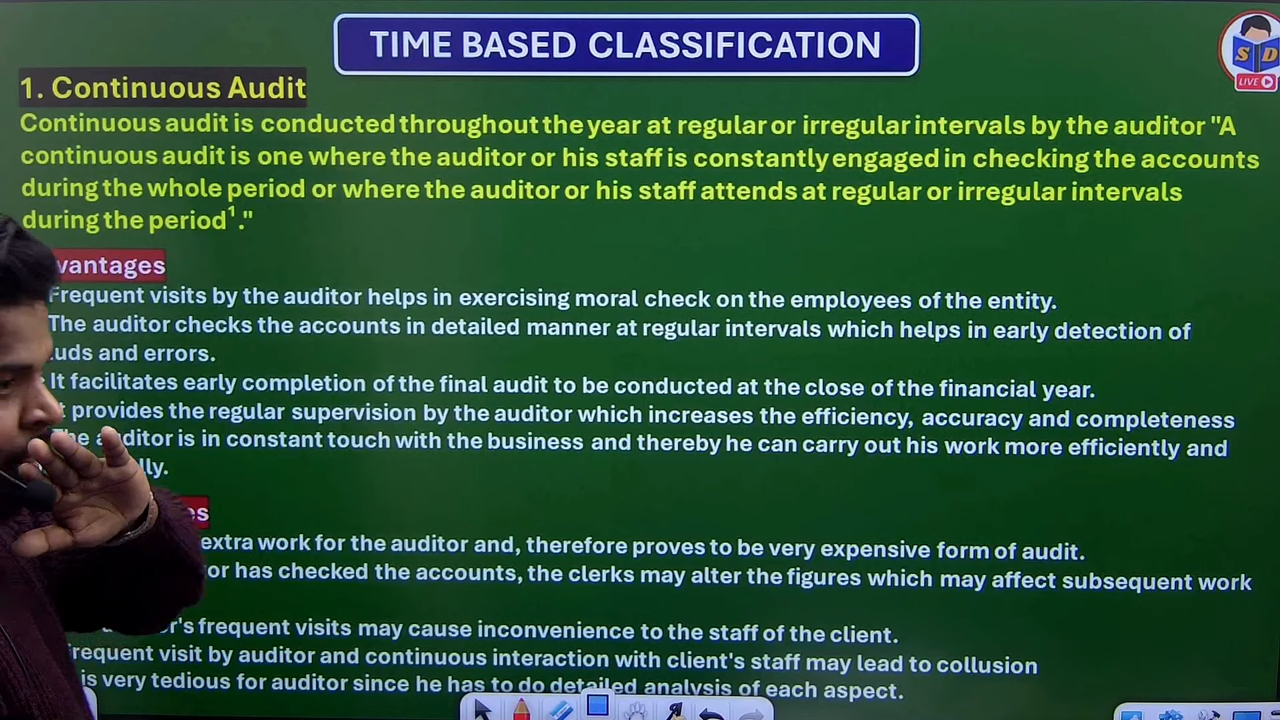 TIME BASED CLASSIFICATION
S D
LIVE
1. Continuous Audit
Continuous audit is conducted throughout the year at regular or irregular intervals by the auditor "A
continuous audit is one where the auditor or his staff is constantly engaged in checking the accounts
during the whole period or where the auditor or his staff attends at regular or irregular intervals
during the period¹."
vantages
Frequent visits by the auditor helps in exercising moral check on the employees of the entity.
The auditor checks the accounts in detailed manner at regular intervals which helps in early detection of
uds and errors.
It facilitates early completion of the final audit to be conducted at the close of the financial year.
t provides the regular supervision by the auditor which increases the efficiency, accuracy and completeness
The auditor is in constant touch with the business and thereby he can carry out his work more efficiently and
lly.
es
extra work for the auditor and, therefore proves to be very expensive form of audit.
or has checked the accounts, the clerks may alter the figures which may affect subsequent work
r's frequent visits may cause inconvenience to the staff of the client.
Frequent visit by auditor and continuous interaction with client's staff may lead to collusion
is very tedious for auditor since he has to do detailed analysis of each aspect.